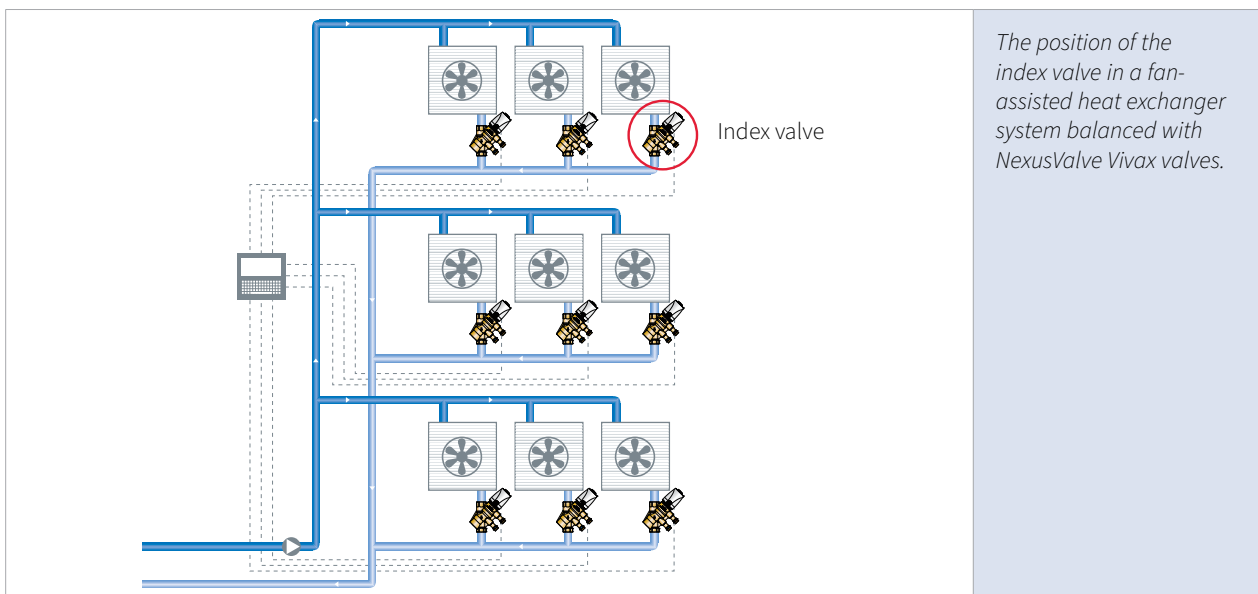 Index valve
The position of the
index valve in a fan-
assisted heat exchanger
system balanced with
NexusValve Vivax valves.